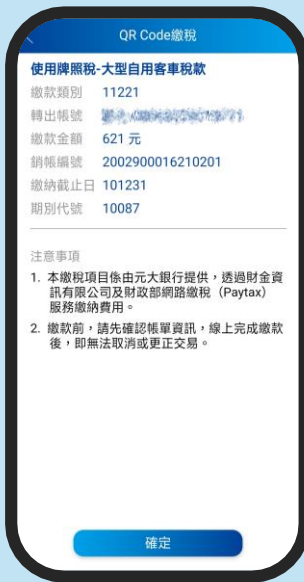 QR Code繳稅
使用牌照稅-大型自用客車稅款
繳款類別 11221
轉出帳號
繳款金額 621 元
銷帳編號 2002900016210201
繳納截止日 101231
期別代號 10087
注意事項
1. 本繳稅項目係由元大銀行提供，透過財金資
訊有限公司及財政部網路繳稅（Paytax）
服務繳納費用。
2. 繳款前，請先確認帳單資訊，線上完成繳款
後，即無法取消或更正交易。
確定